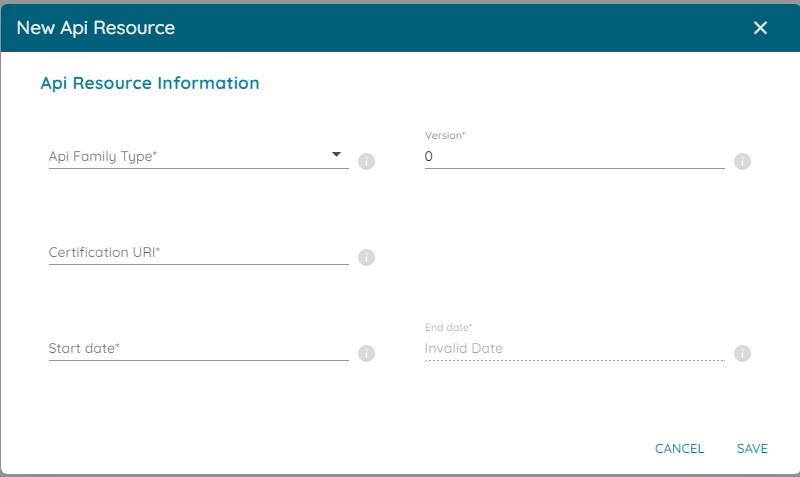 New Api Resource
Api Resource Information
Api Family Type*
Version*
0
Certification URI*
Start date*
End date*
Invalid Date
CANCEL
SAVE